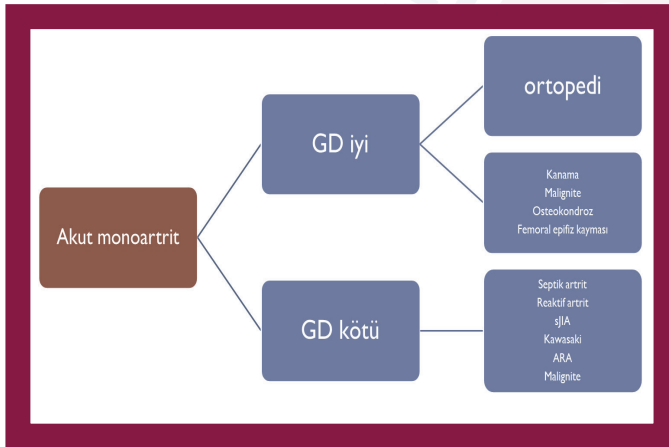 Akut monoartrit
GD iyi
ortopedi
Kanama
Malignite
Osteokondroz
Femoral epifiz kayması
GD kötü
Septik artrit
Reaktif artrit
sJIA
Kawasaki
ARA
Malignite